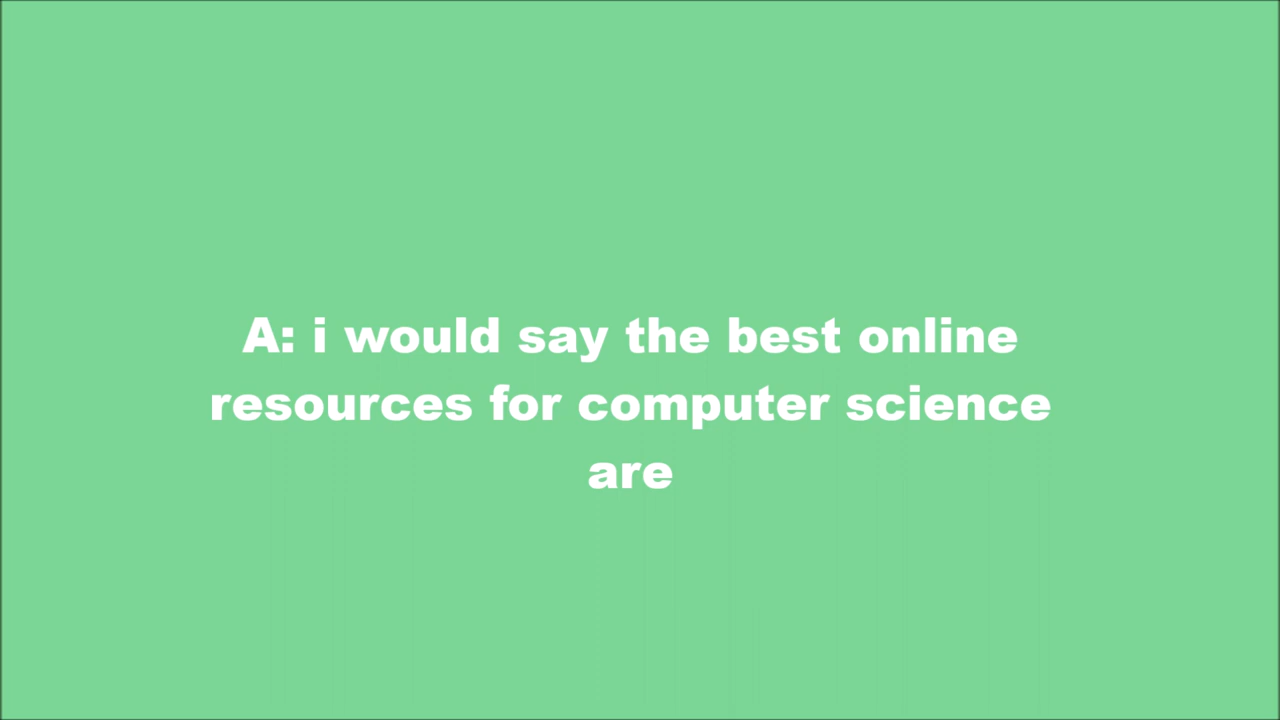 A: i would say the best online
resources for computer science
are